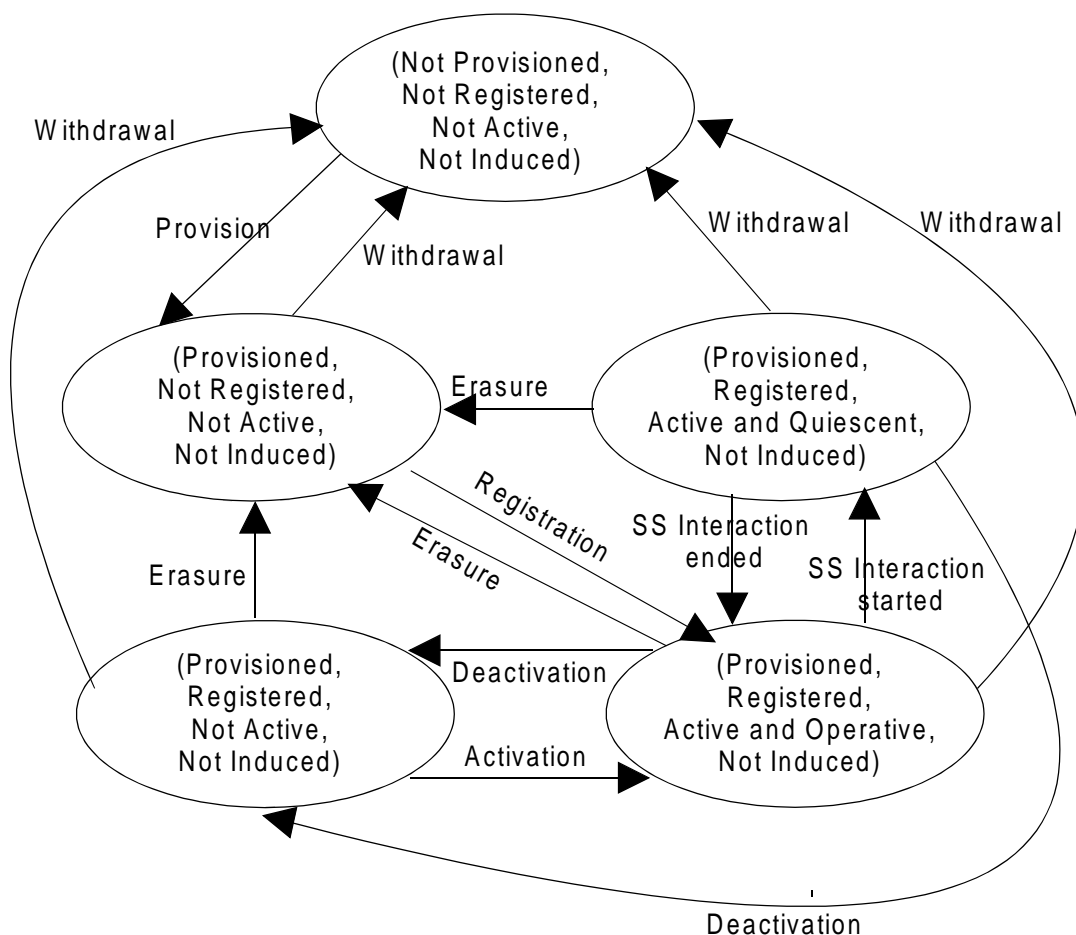 (Not Provisioned,
Not Registered,
Not Active,
Not Induced)
Withdrawal
Provision
Withdrawal
Withdrawal
Withdrawal
(Provisioned,
Not Registered,
Not Active,
Not Induced)
Erasure
(Provisioned,
Registered,
Active and Quiescent,
Not Induced)
Registration
Erasure
SS Interaction
ended
SS Interaction
started
Erasure
(Provisioned,
Registered,
Not Active,
Not Induced)
Deactivation
Activation
(Provisioned,
Registered,
Active and Operative,
Not Induced)
Deactivation